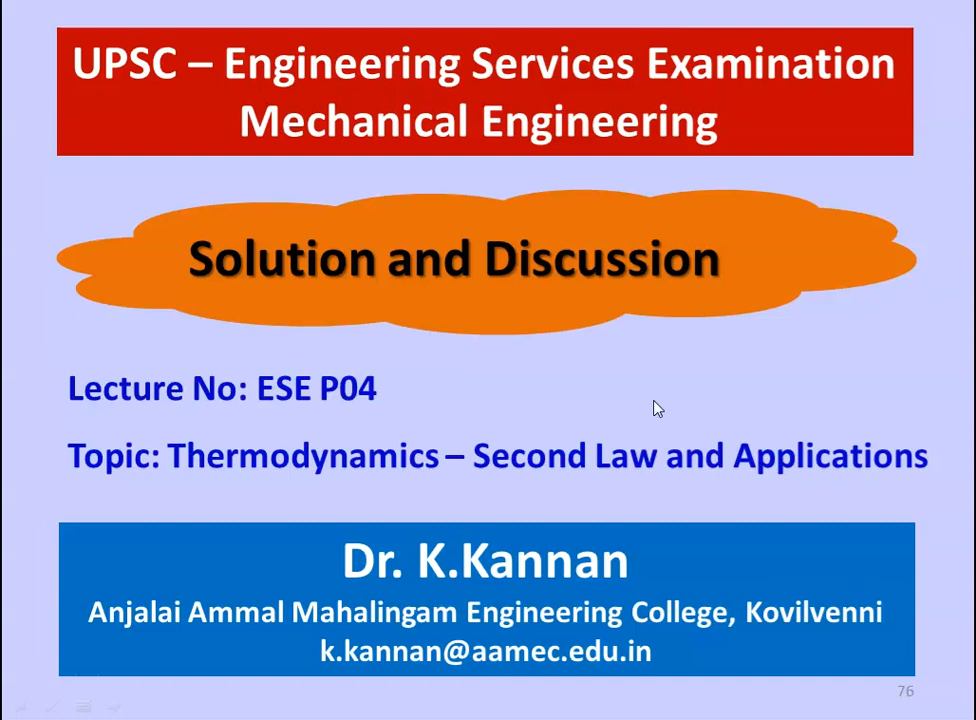 UPSC – Engineering Services Examination
Mechanical Engineering
Solution and Discussion
Lecture No: ESE P04
Topic: Thermodynamics – Second Law and Applications
Dr. K.Kannan
Anjalai Ammal Mahalingam Engineering College, Kovilvenni
k.kannan@aamec.edu.in
76